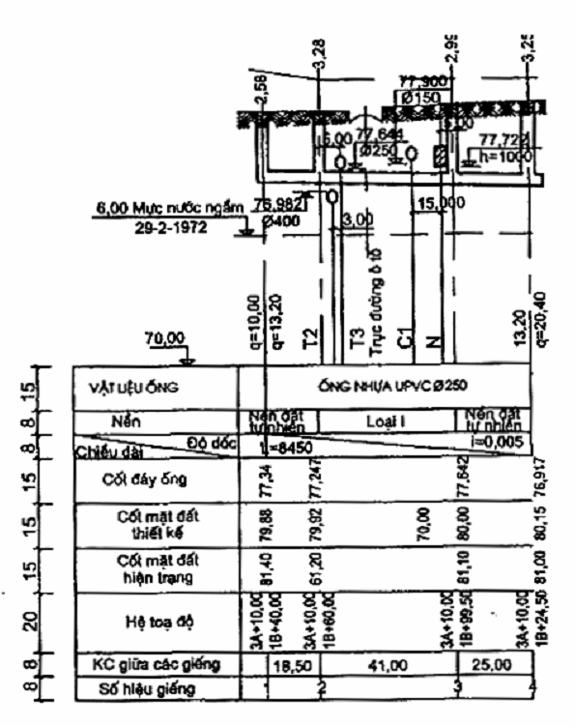 2,58
3,28
2,99
3,25
77,900
Ø150
5,00
77,644
Ø250
5,00
77,722
h=1000
6,00 Mực nước ngầm
29-2-1972
76,982
Ø400
3,00
15,000
70,00
q=10,00
q=13,20
T2
T3
Trục đường ô tô
C1
N
13,20
q=20,40
15
VẬT LIỆU ỐNG
ỐNG NHỰA UPVC Ø250
8
Nền
Nền đất
tự nhiên
Loại I
Nền đất
tự nhiên
8
Độ dốc
Chiều dài
L=8450
i=0,005
15
Cốt đáy ống
77,34
77,247
77,642
76,917
15
Cốt mặt đất
thiết kế
79,88
79,92
70,00
80,00
80,15
15
Cốt mặt đất
hiện trạng
81,40
61,20
81,10
81,00
20
Hệ toạ độ
3A+10,00
1B+40,00
3A+10,00
1B+60,00
3A+10,00
1B+99,50
3A+10,00
1B+24,50
8
KC giữa các giếng
18,50
41,00
25,00
8
Số hiệu giếng
1
2
3
4